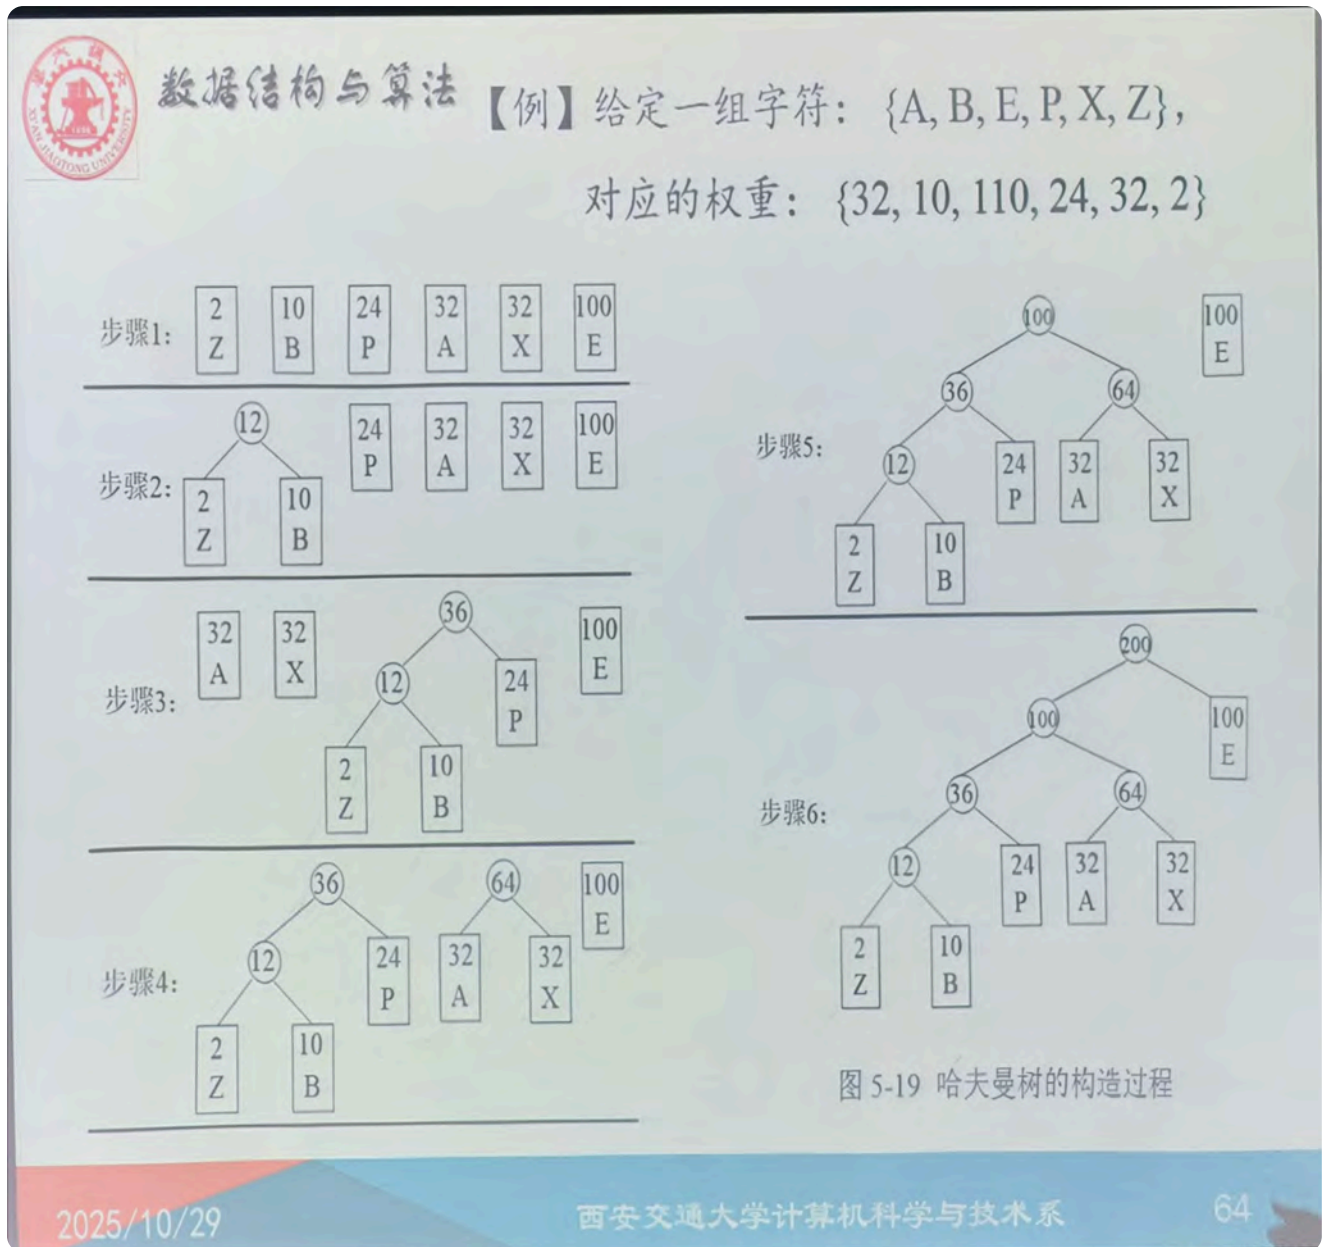 数据结构与算法
【例】给定一组字符： {A, B, E, P, X, Z}，
对应的权重： {32, 10, 110, 24, 32, 2}
步骤1：
2 10 24 32 32 100
Z B P A X E
步骤2：
12
24 32 32 100
P A X E
2 10
Z B
步骤3：
32 32 36 100
A X E
12 24
P
2 10
Z B
步骤4：
36 64 100
E
12 24 32 32
P A X
2 10
Z B
步骤5：
100 100
E
36 64
12 24 32 32
P A X
2 10
Z B
步骤6：
200
100 100
E
36 64
12 24 32 32
P A X
2 10
Z B
图 5-19 哈夫曼树的构造过程
2025/10/29
西安交通大学计算机科学与技术系
64
XI'AN JIAOTONG UNIVERSITY